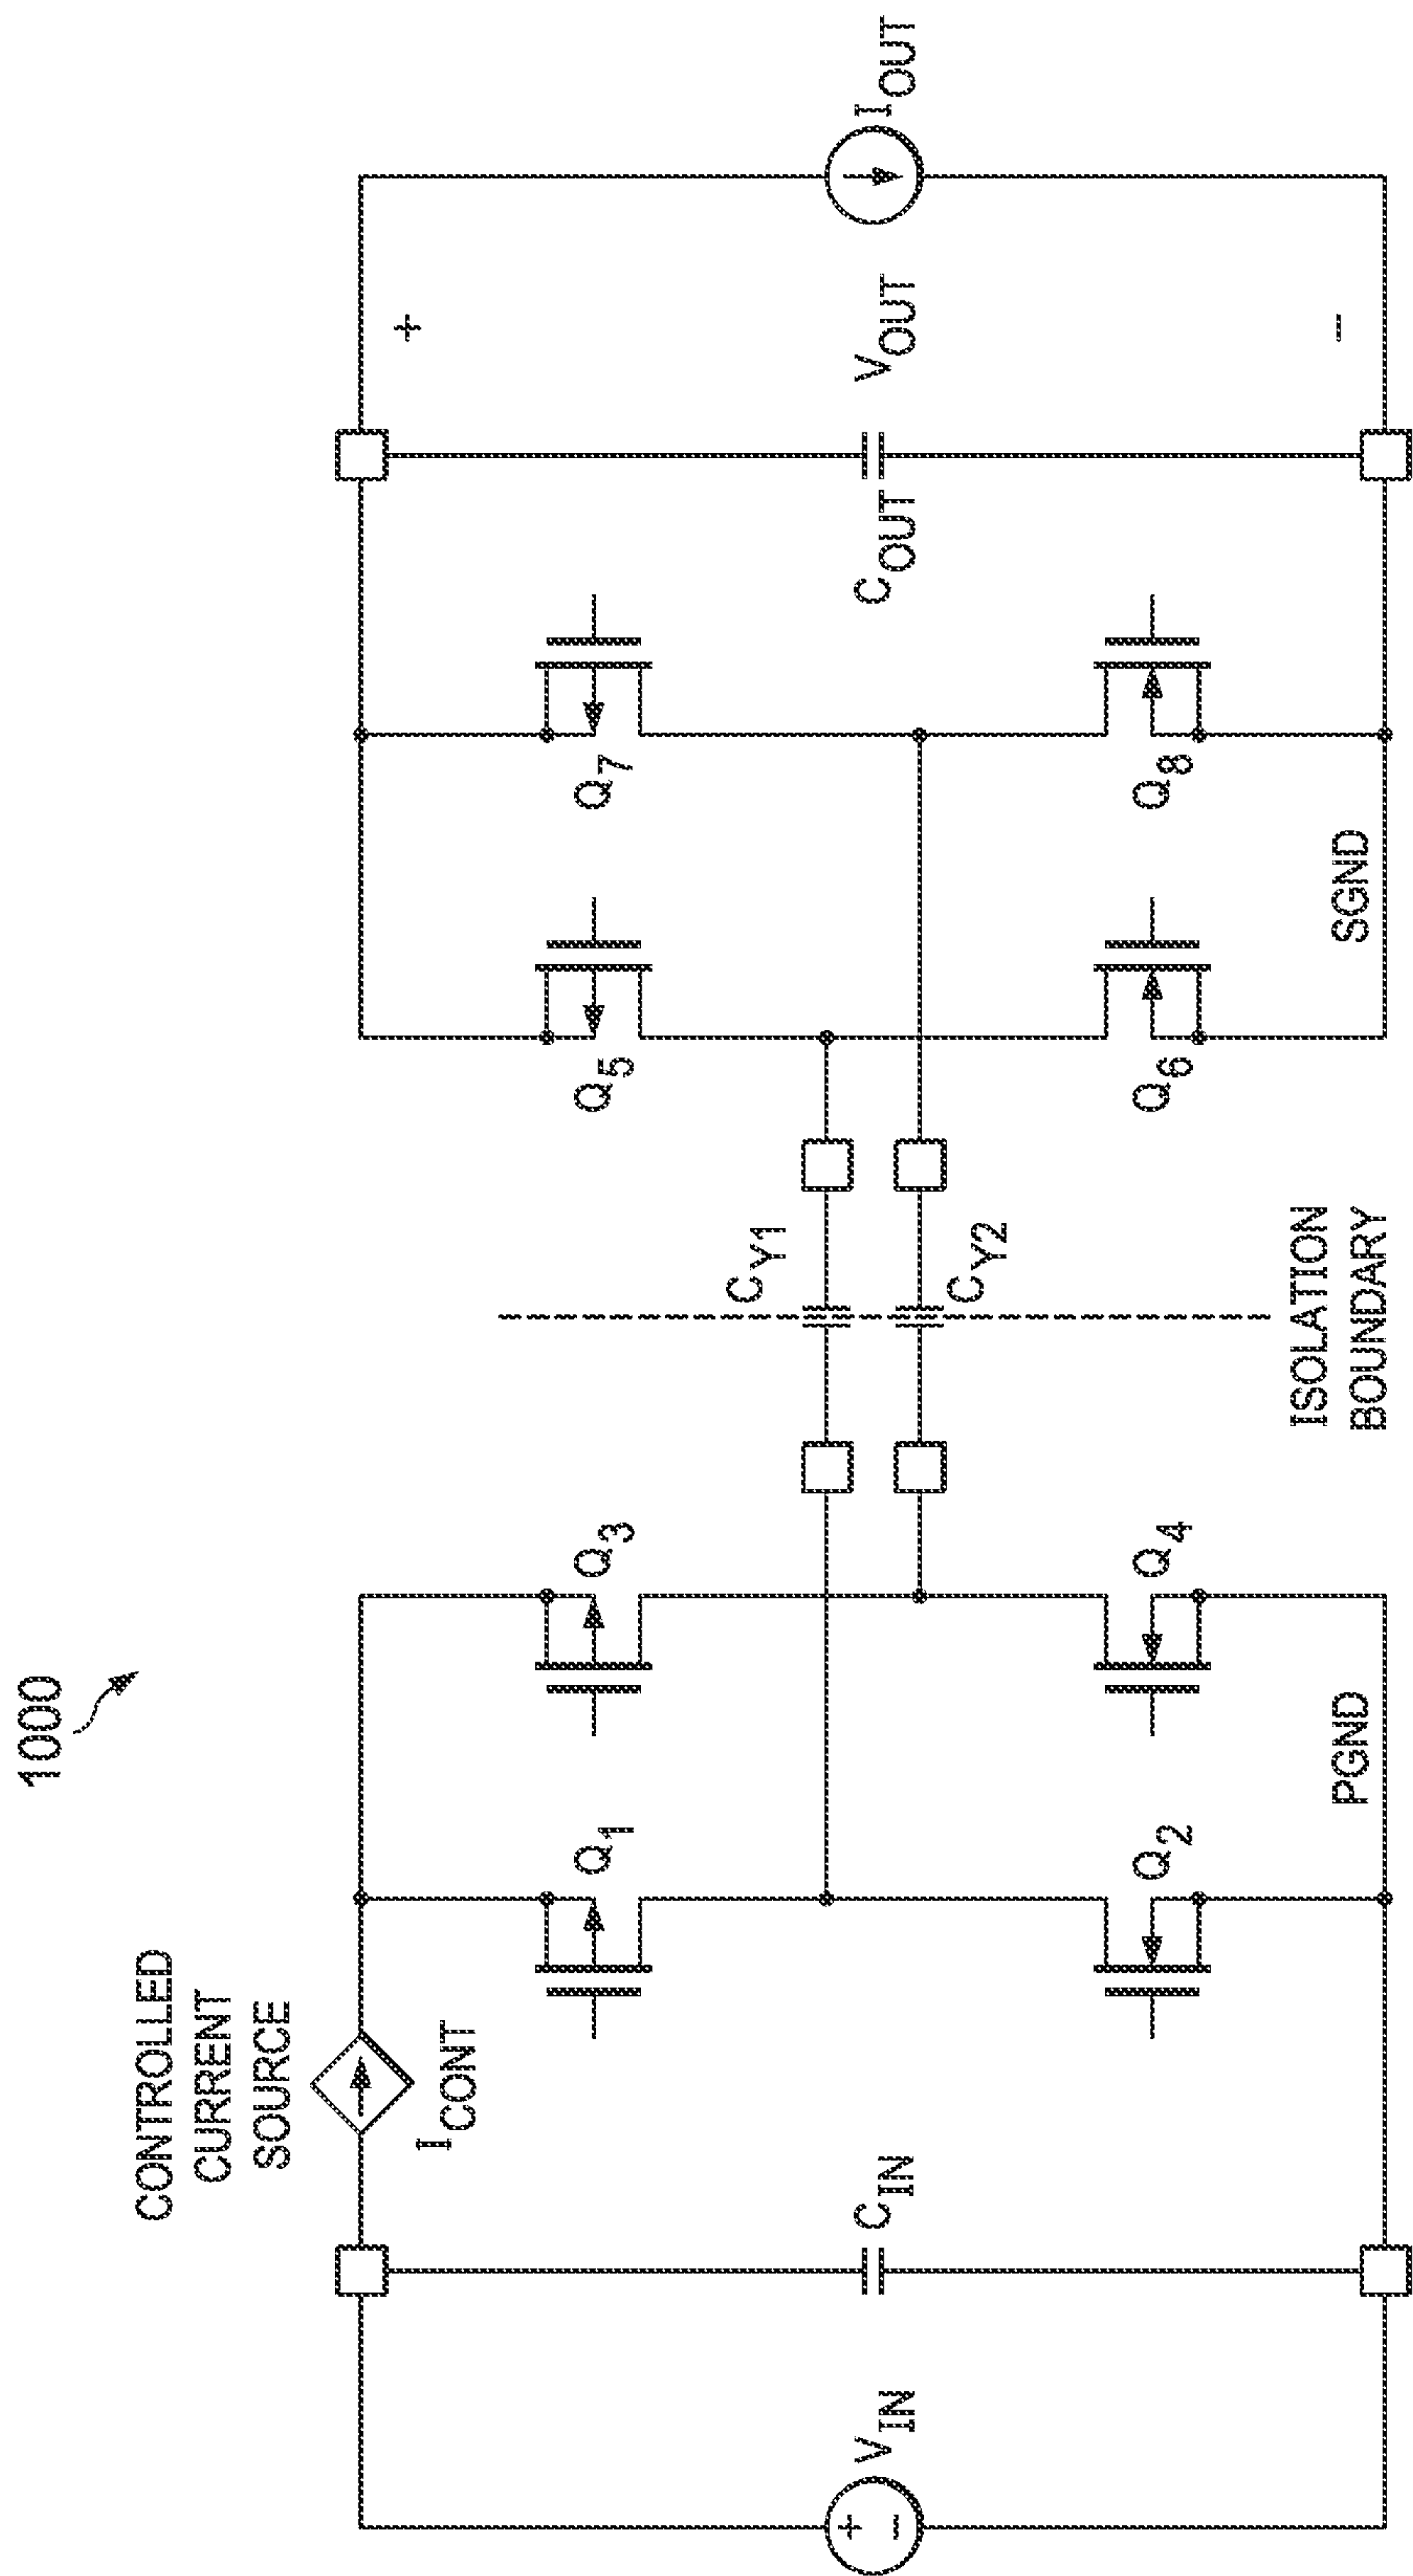 1000
CONTROLLED
CURRENT
SOURCE
I_CONT
V_IN
+
−
C_IN
Q_1
Q_2
Q_3
Q_4
PGND
C_Y1
C_Y2
ISOLATION
BOUNDARY
Q_5
Q_6
Q_7
Q_8
SGND
C_OUT
+
V_OUT
−
I_OUT